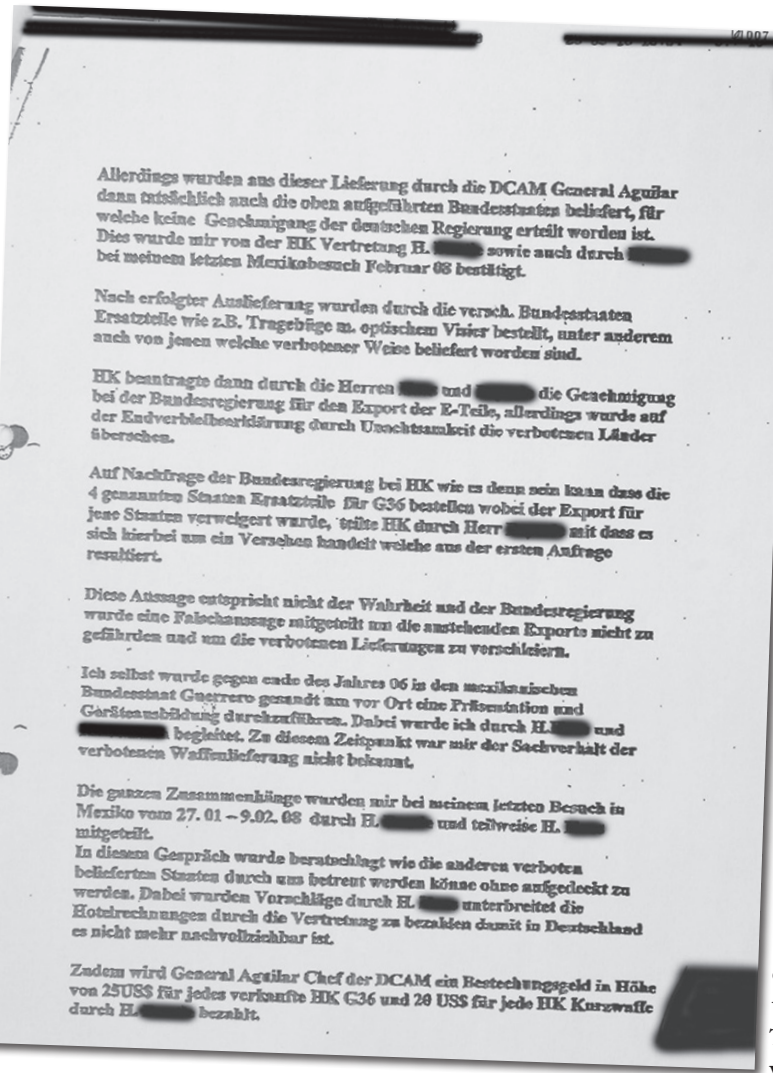 Allerdings wurden aus dieser Lieferung durch die DCAM General Aguilar
dann tatsächlich auch die oben aufgeführten Bundesstaaten beliefert, für
welche keine Genehmigung der deutschen Regierung erteilt worden ist.
Dies wurde mir von der HK Vertretung H. sowie auch durch
bei meinem letzten Mexikobesuch Februar 08 bestätigt.
Nach erfolgter Auslieferung wurden durch die versch. Bundesstaaten
Ersatzteile wie z.B. Tragebüge m. optischem Visier bestellt, unter anderem
auch von jenen welche verbotener Weise beliefert worden sind.
HK beantragte dann durch die Herren und die Genehmigung
bei der Bundesregierung für den Export der E-Teile, allerdings wurde auf
der Endverbleibserklärung durch Unachtsamkeit die verbotenen Länder
übersehen.
Auf Nachfrage der Bundesregierung bei HK wie es denn sein kann dass die
4 genannten Staaten Ersatzteile für G36 bestellen wobei der Export für
jene Staaten verweigert wurde, teilte HK durch Herr mit dass es
sich hierbei um ein Versehen handelt welche aus der ersten Anfrage
resultiert.
Diese Aussage entspricht nicht der Wahrheit und der Bundesregierung
wurde eine Falschaussage mitgeteilt um die anstehenden Exporte nicht zu
gefährden und um die verbotenen Lieferungen zu verschleiern.
Ich selbst wurde gegen ende des Jahres 06 in den mexikanischen
Bundesstaat Guerrero gesandt um vor Ort eine Präsentation und
Geräteausbildung durchzuführen. Dabei wurde ich durch H. und
begleitet. Zu diesem Zeitpunkt war mir der Sachverhalt der
verbotenen Waffenlieferung nicht bekannt.
Die ganzen Zusammenhänge wurden mir bei meinem letzten Besuch in
Mexiko vom 27. 01 – 9.02. 08 durch H. und teilweise H.
mitgeteilt.
In diesem Gespräch wurde beratschlagt wie die anderen verboten
belieferten Staaten durch uns betreut werden könne ohne aufgedeckt zu
werden. Dabei wurden Vorschläge durch H. unterbreitet die
Hotelrechnungen durch die Vertretung zu bezahlen damit in Deutschland
es nicht mehr nachvollziehbar ist.
Zudem wird General Aguilar Chef der DCAM ein Bestechungsgeld in Höhe
von 25US$ für jedes verkaufte HK G36 und 20 US$ für jede HK Kurzwaffe
durch H. bezahlt.